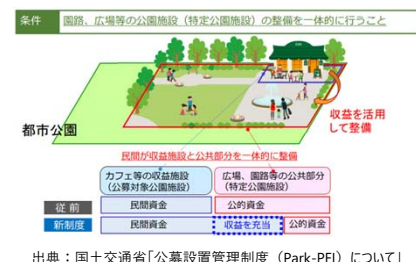 条件 園路、広場等の公園施設(特定公園施設)の整備を一体的に行うこと
収益を活用
して整備
都市公園
民間が収益施設と公共部分を一体的に整備
カフェ等の収益施設
(公募対象公園施設)
広場、園路等の公共部分
(特定公園施設)
従前 民間資金 公的資金
新制度 民間資金 収益を充当 公的資金
出典:国土交通省「公募設置管理制度(Park-PFI)について」